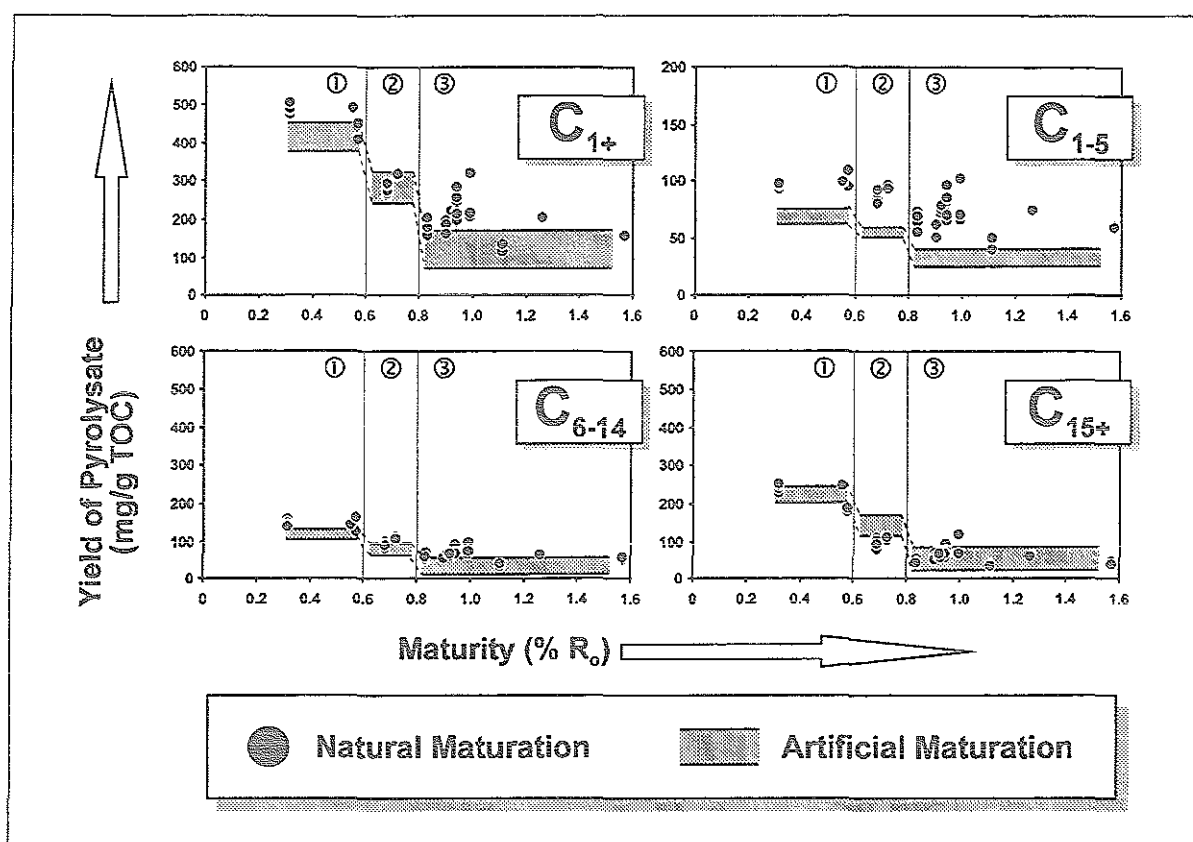 600
500
400
300
200
100
0
① ② ③
C1+
0 0.2 0.4 0.6 0.8 1.0 1.2 1.4 1.6
200
150
100
50
0
① ② ③
C1-5
0 0.2 0.4 0.6 0.8 1.0 1.2 1.4 1.6
600
500
400
300
200
100
0
① ② ③
C6-14
0 0.2 0.4 0.6 0.8 1.0 1.2 1.4 1.6
600
500
400
300
200
100
0
① ② ③
C15+
0 0.2 0.4 0.6 0.8 1.0 1.2 1.4 1.6
Yield of Pyrolysate
(mg/g TOC)
Maturity (% Ro)
Natural Maturation
Artificial Maturation